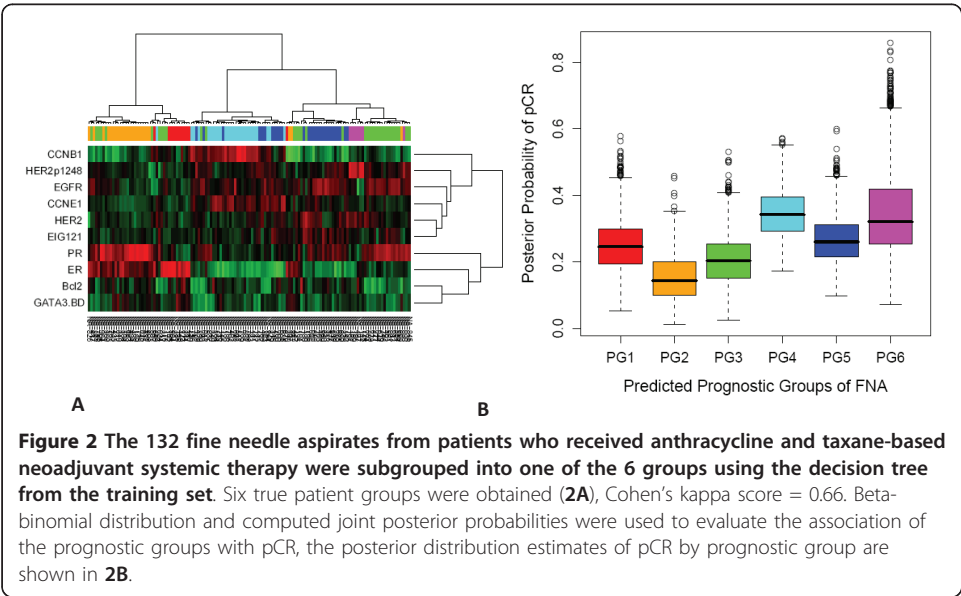 CCNB1
HER2p1248
EGFR
CCNE1
HER2
EIG121
PR
ER
Bcl2
GATA3.BD
A
Posterior Probability of pCR
0.8
0.6
0.4
0.2
0.0
PG1 PG2 PG3 PG4 PG5 PG6
Predicted Prognostic Groups of FNA
B
Figure 2 The 132 fine needle aspirates from patients who received anthracycline and taxane-based
neoadjuvant systemic therapy were subgrouped into one of the 6 groups using the decision tree
from the training set. Six true patient groups were obtained (2A), Cohen's kappa score = 0.66. Beta-
binomial distribution and computed joint posterior probabilities were used to evaluate the association of
the prognostic groups with pCR, the posterior distribution estimates of pCR by prognostic group are
shown in 2B.